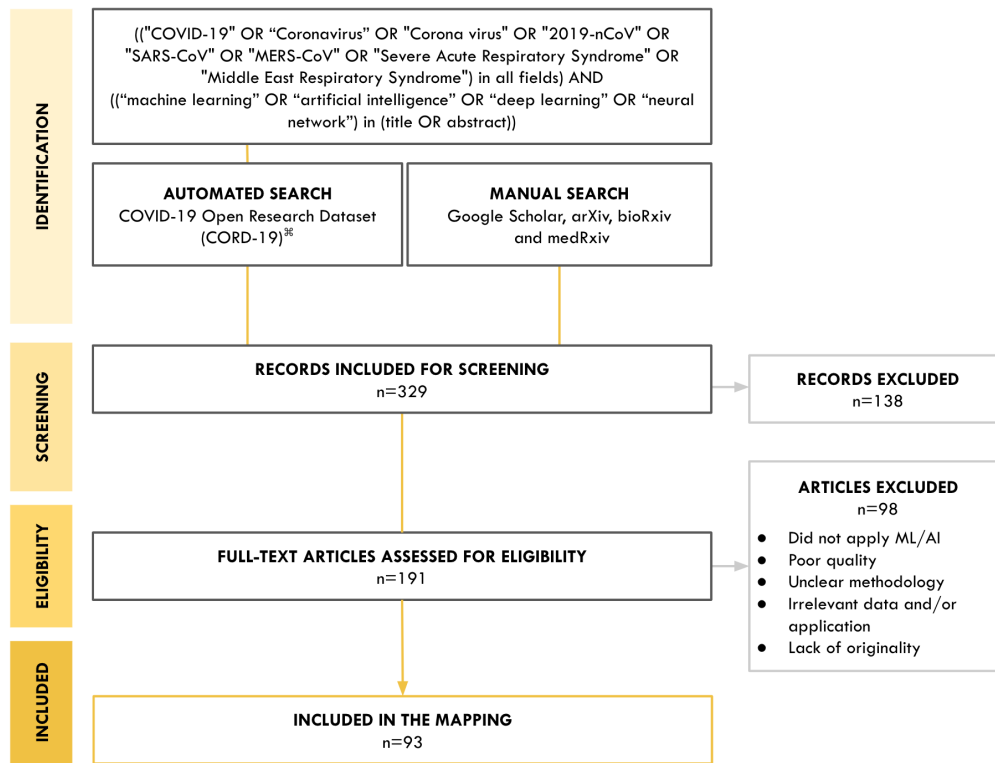 IDENTIFICATION
(("COVID-19" OR “Coronavirus” OR "Corona virus" OR "2019-nCoV" OR
"SARS-CoV" OR "MERS-CoV" OR "Severe Acute Respiratory Syndrome" OR
"Middle East Respiratory Syndrome") in all fields) AND
((“machine learning” OR “artificial intelligence” OR “deep learning” OR “neural
network”) in (title OR abstract))
AUTOMATED SEARCH
COVID-19 Open Research Dataset
(CORD-19)⌘
MANUAL SEARCH
Google Scholar, arXiv, bioRxiv
and medRxiv
SCREENING
RECORDS INCLUDED FOR SCREENING
n=329
RECORDS EXCLUDED
n=138
ELIGIBILITY
FULL-TEXT ARTICLES ASSESSED FOR ELIGIBILITY
n=191
ARTICLES EXCLUDED
n=98
● Did not apply ML/AI
● Poor quality
● Unclear methodology
● Irrelevant data and/or
application
● Lack of originality
INCLUDED
INCLUDED IN THE MAPPING
n=93